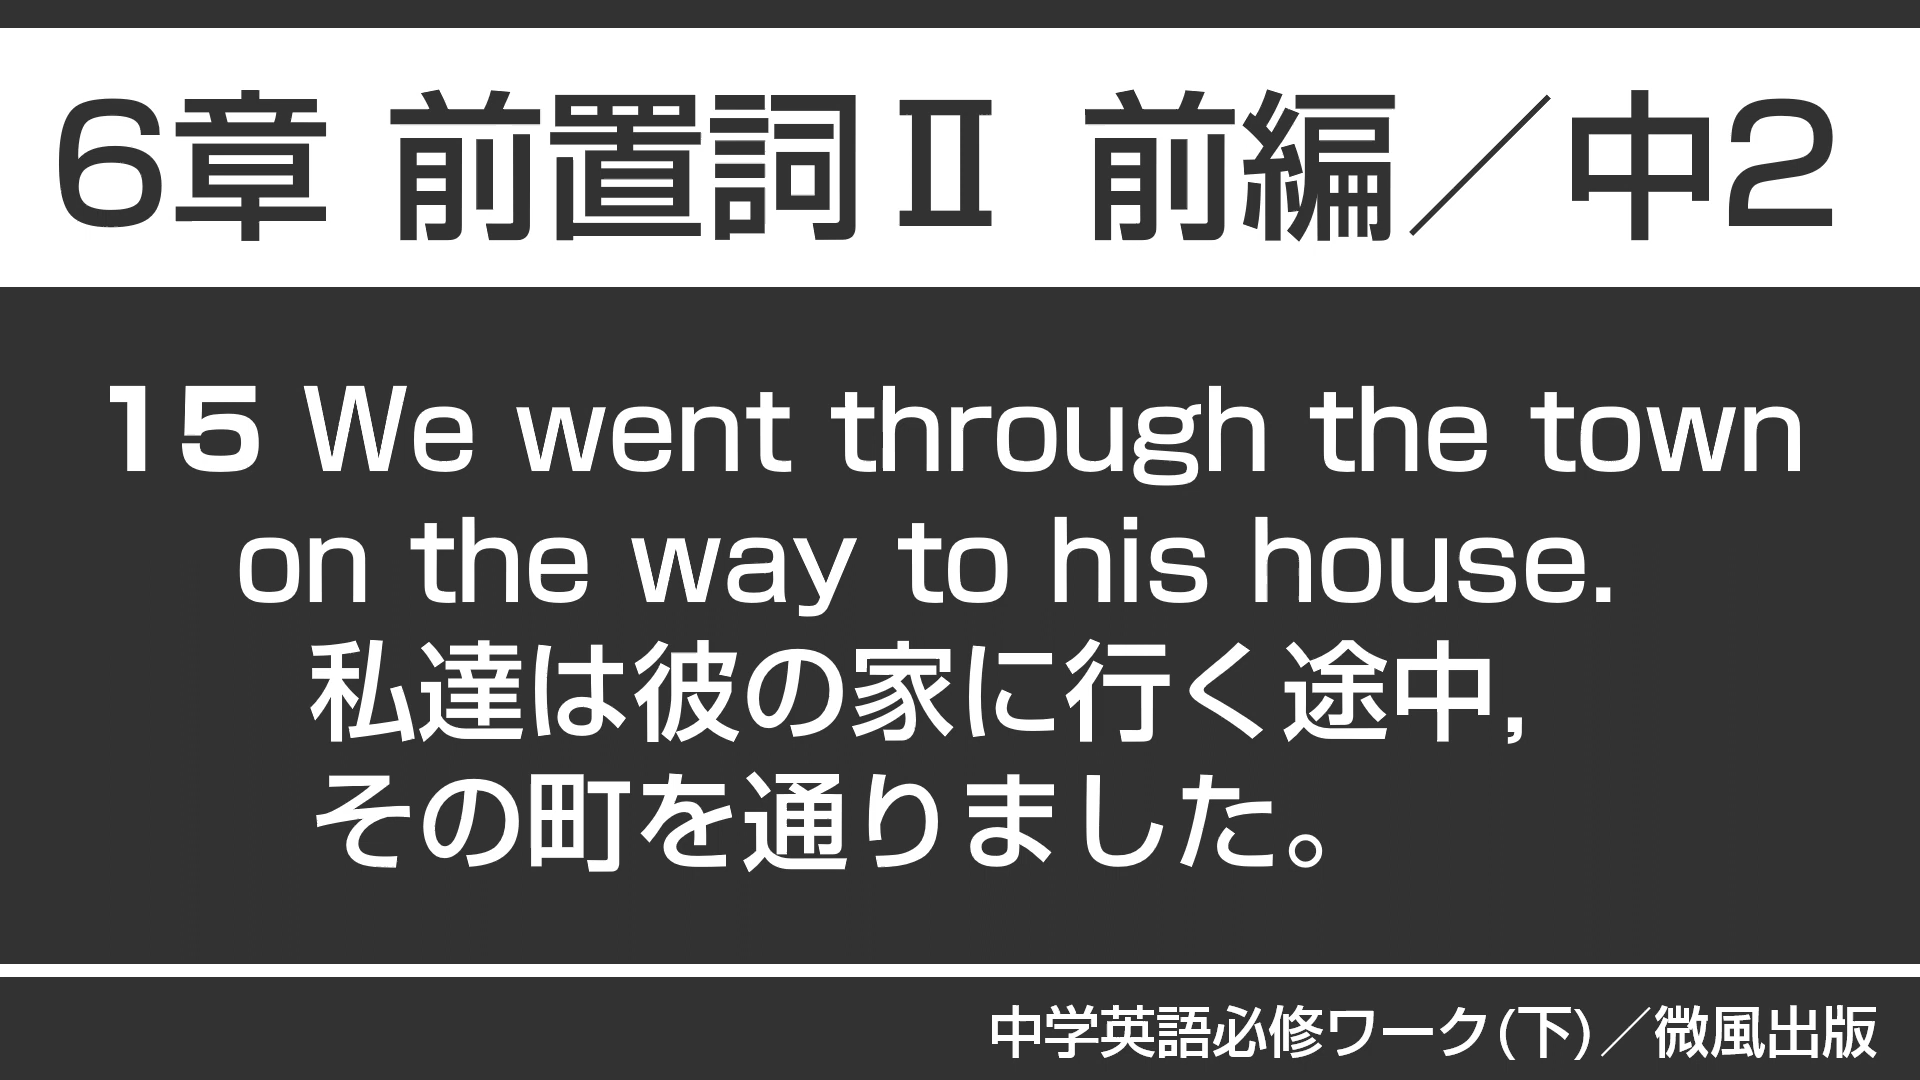 6章 前置詞Ⅱ 前編／中2
15 We went through the town
on the way to his house.
私達は彼の家に行く途中,
その町を通りました。
中学英語必修ワーク(下)／微風出版